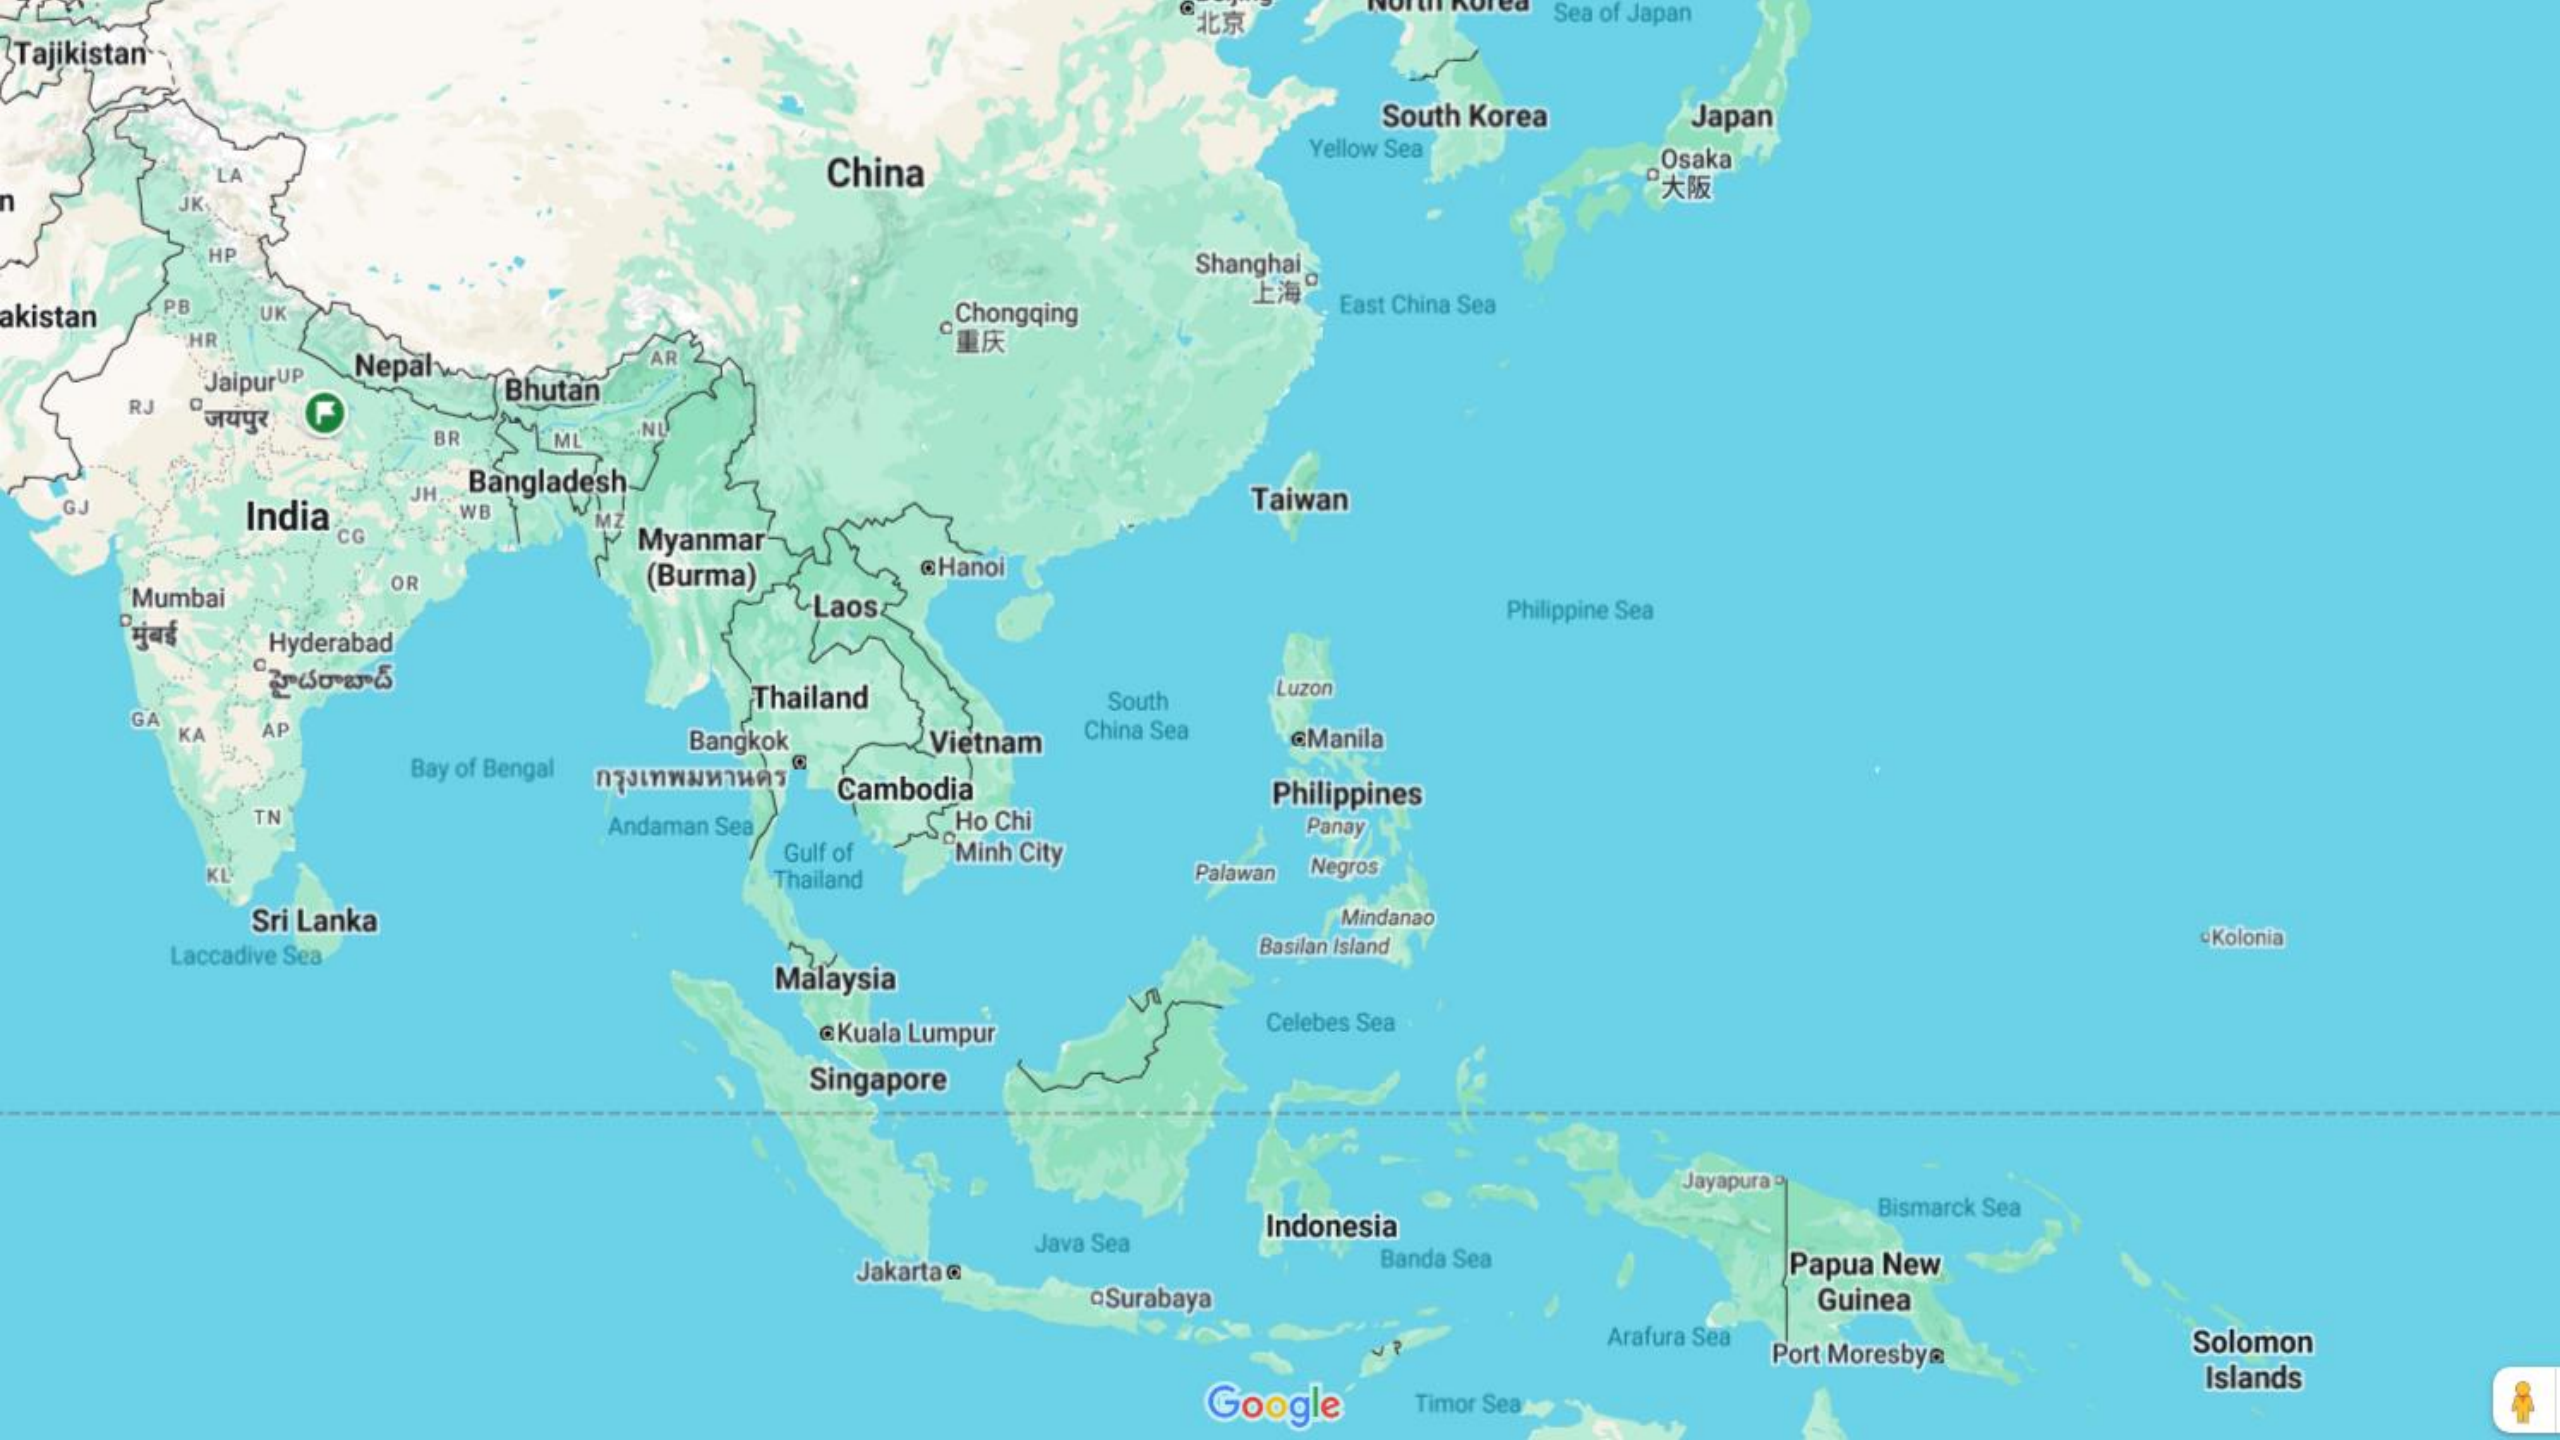 北京
North Korea
Sea of Japan
Tajikistan
South Korea
Japan
Yellow Sea
Osaka
大阪
China
LA
JK
HP
Shanghai
上海
East China Sea
Chongqing
重庆
PB
UK
akistan
HR
Nepal
AR
Jaipur
UP
जयपुर
Bhutan
RJ
BR
ML
NL
Bangladesh
JH
WB
GJ
India
CG
MZ
Taiwan
Myanmar
(Burma)
Hanoi
OR
Mumbai
मुंबई
Laos
Philippine Sea
Hyderabad
హైదరాబాద్
Thailand
Luzon
South
China Sea
GA
KA
AP
Bangkok
กรุงเทพมหานคร
Vietnam
Manila
Bay of Bengal
Cambodia
Philippines
TN
Andaman Sea
Ho Chi
Minh City
Panay
Gulf of
Thailand
KL
Palawan
Negros
Sri Lanka
Mindanao
Laccadive Sea
Basilan Island
Kolonia
Malaysia
Kuala Lumpur
Celebes Sea
Singapore
Jayapura
Bismarck Sea
Indonesia
Java Sea
Banda Sea
Jakarta
Surabaya
Papua New
Guinea
Arafura Sea
Port Moresby
Solomon
Islands
Google
Timor Sea